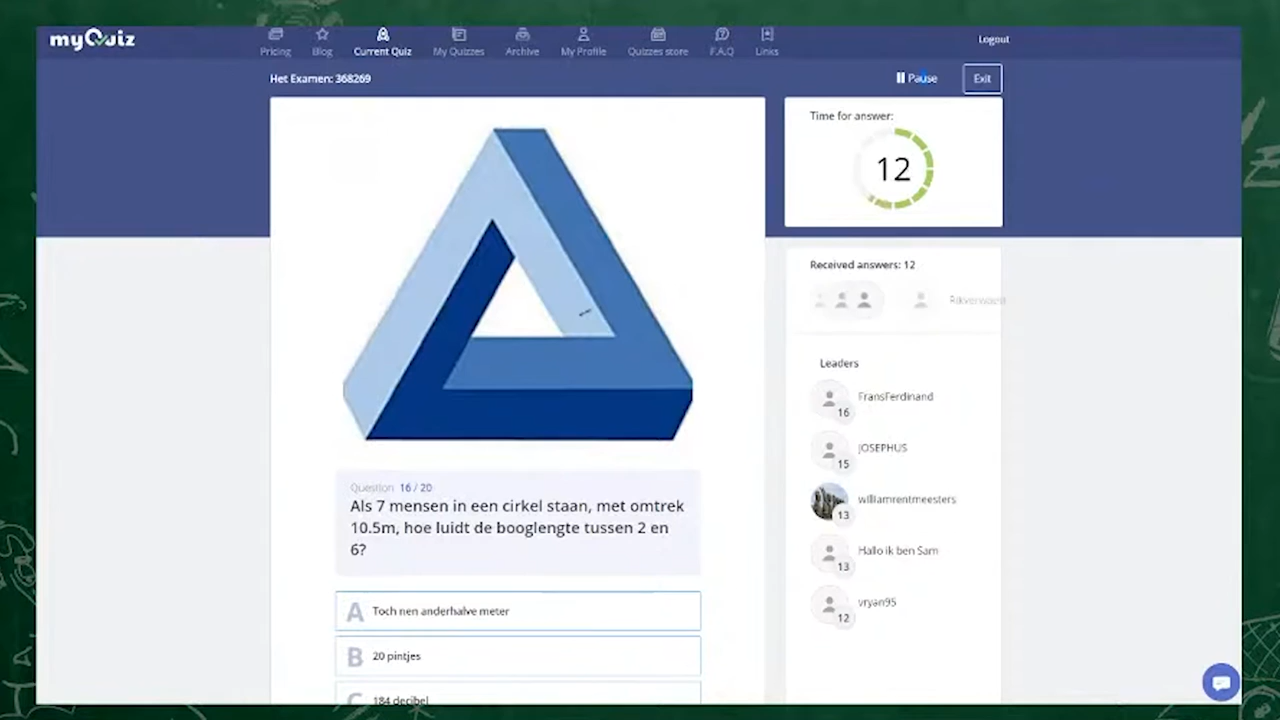 myQuiz
Pricing
Blog
Current Quiz
My Quizzes
Archive
My Profile
Quizzes store
F.A.Q
Links
Logout
Het Examen: 368269
Pause
Exit
Time for answer:
12
Received answers: 12
Leaders
FransFerdinand
16
JOSEPHUS
15
williamrentmeesters
13
Hallo ik ben Sam
13
vryan95
12
Question 16 / 20
Als 7 mensen in een cirkel staan, met omtrek
10.5m, hoe luidt de booglengte tussen 2 en
6?
A Toch nen anderhalve meter
B 20 pintjes
C 184 decibel